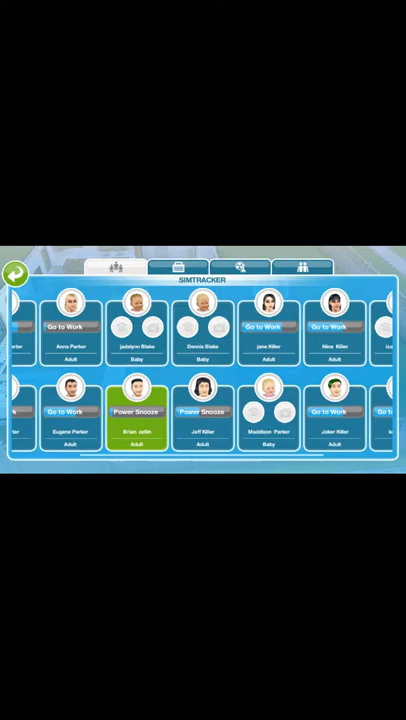 SIMTRACKER
Go to Work
Go to Work
Go to Work
Anna Parker
jadelynn Blake
Dennis Blake
jane Killer
Nina Killer
Adult
Baby
Baby
Adult
Adult
Go to Work
Power Snooze
Power Snooze
Go to Work
Eugene Parker
Brian
Jeff Killer
Maddison Parker
Joker Killer
Adult
Adult
Adult
Baby
Adult